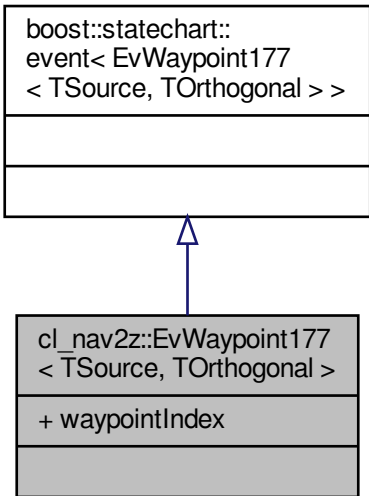 boost::statechart::
event< EvWaypoint177
< TSource, TOrthogonal > >
cl_nav2z::EvWaypoint177
< TSource, TOrthogonal >
+ waypointIndex